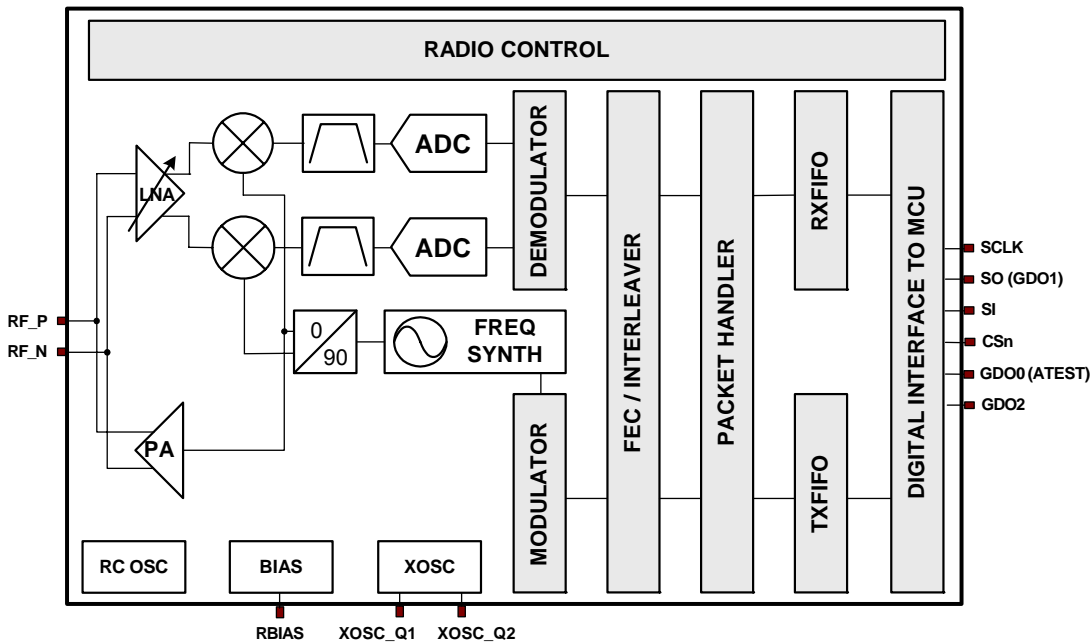 RADIO CONTROL
LNA
ADC
ADC
DEMODULATOR
FEC / INTERLEAVER
PACKET HANDLER
RXFIFO
DIGITAL INTERFACE TO MCU
SCLK
SO (GDO1)
SI
CSn
GDO0 (ATEST)
GDO2
RF_P
RF_N
0
90
FREQ
SYNTH
PA
MODULATOR
TXFIFO
RC OSC
BIAS
XOSC
RBIAS
XOSC_Q1
XOSC_Q2